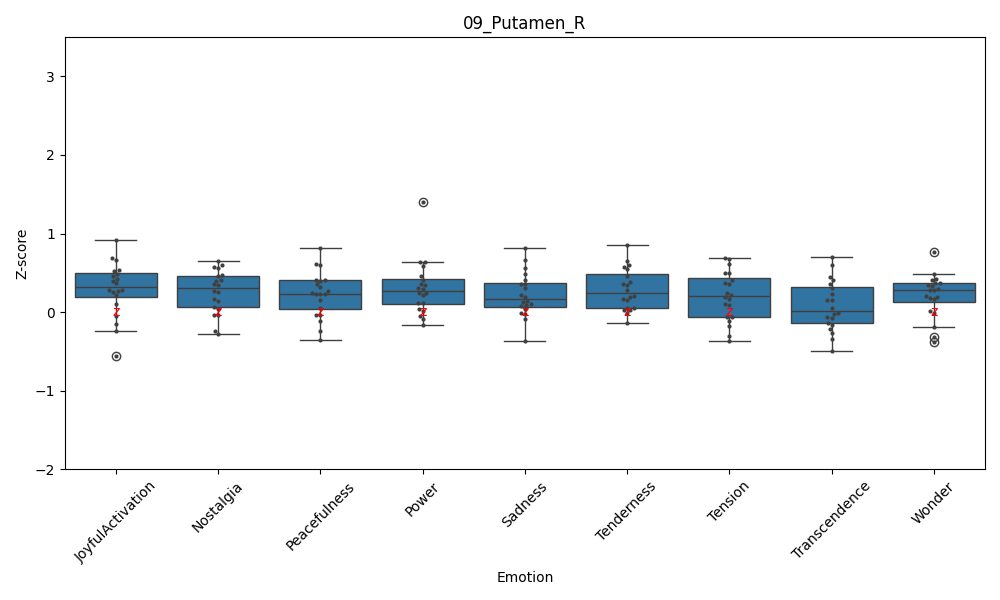 09_Putamen_R
Z-score
3
2
1
0
−1
−2
JoyfulActivation
Nostalgia
Peacefulness
Power
Sadness
Tenderness
Tension
Transcendence
Wonder
Emotion